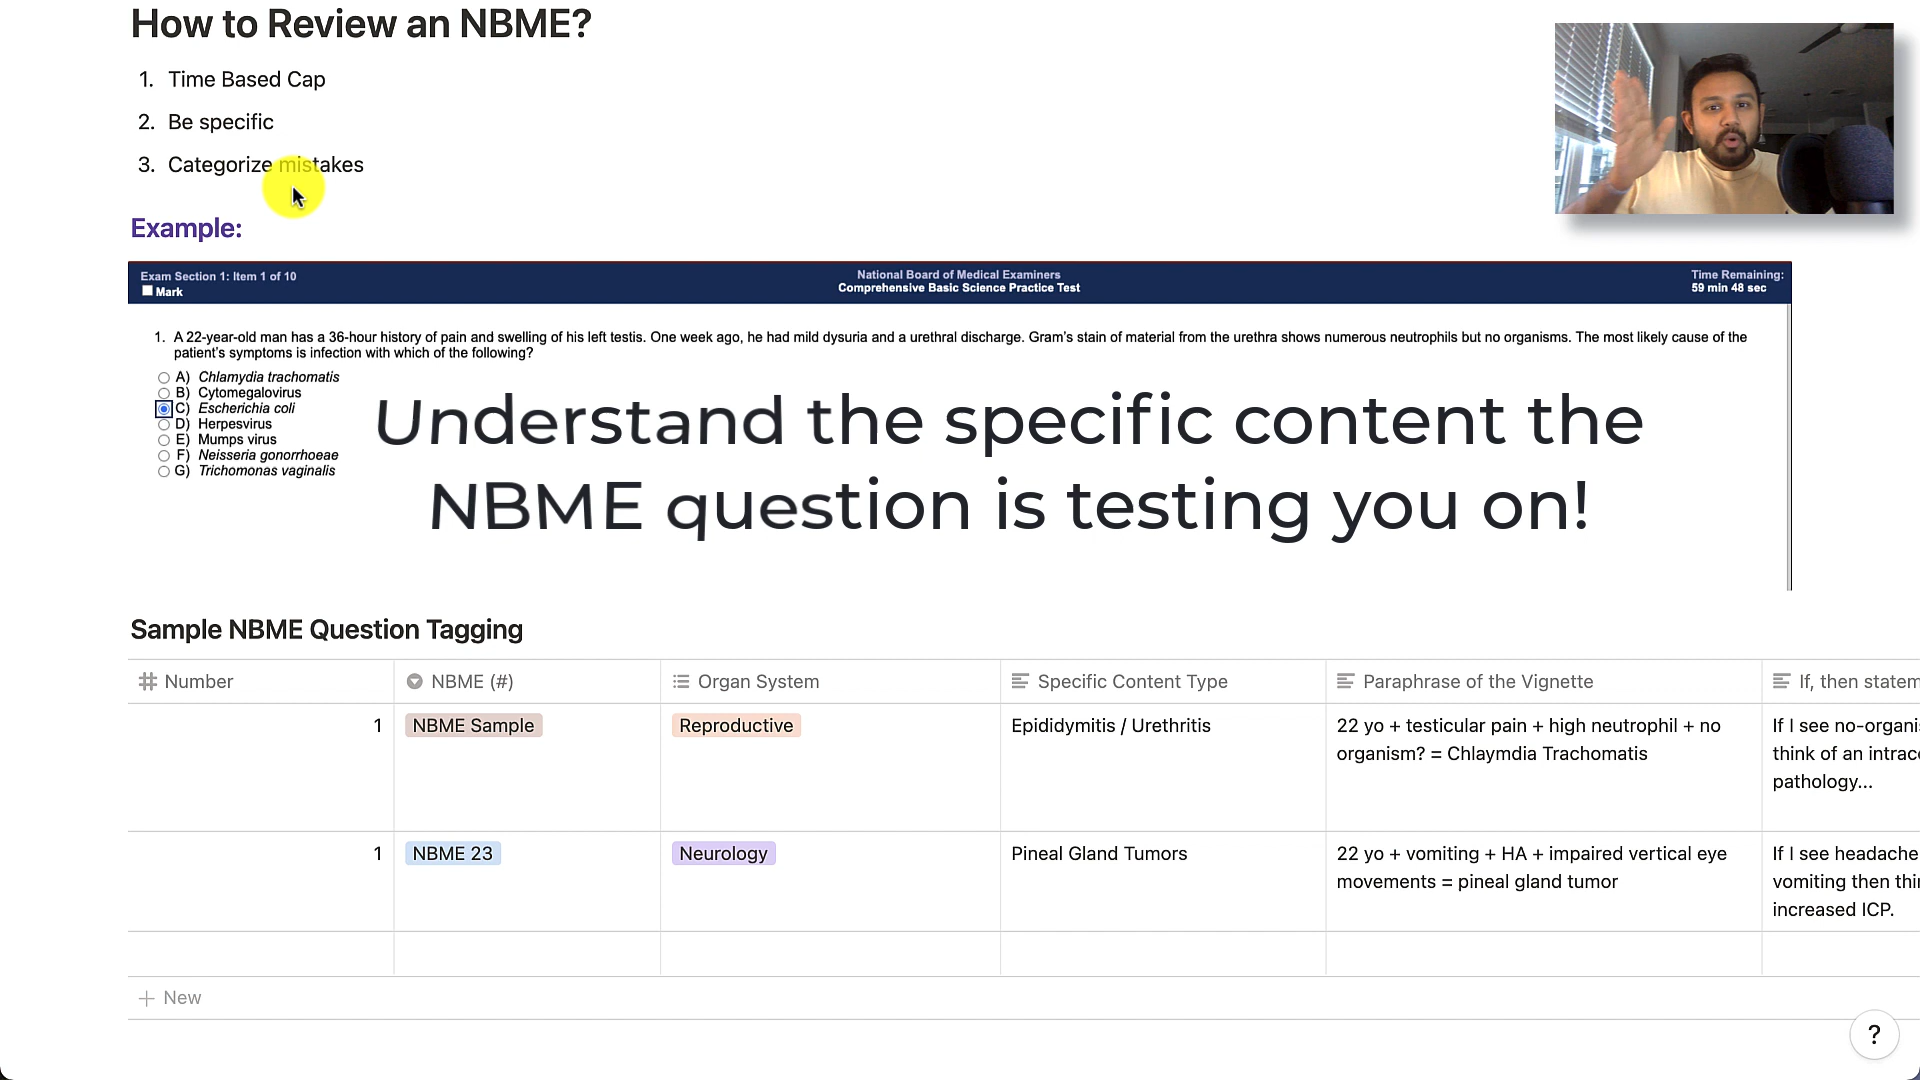 How to Review an NBME?
1. Time Based Cap
2. Be specific
3. Categorize mistakes
Example:
Exam Section 1: Item 1 of 10
Mark
National Board of Medical Examiners
Comprehensive Basic Science Practice Test
Time Remaining:
59 min 48 sec
1. A 22-year-old man has a 36-hour history of pain and swelling of his left testis. One week ago, he had mild dysuria and a urethral discharge. Gram's stain of material from the urethra shows numerous neutrophils but no organisms. The most likely cause of the
patient's symptoms is infection with which of the following?
A) Chlamydia trachomatis
B) Cytomegalovirus
C) Escherichia coli
D) Herpesvirus
E) Mumps virus
F) Neisseria gonorrhoeae
G) Trichomonas vaginalis
Understand the specific content the
NBME question is testing you on!
Sample NBME Question Tagging
Number
NBME (#)
Organ System
Specific Content Type
Paraphrase of the Vignette
If, then statem
1
NBME Sample
Reproductive
Epididymitis / Urethritis
22 yo + testicular pain + high neutrophil + no
organism? = Chlaymdia Trachomatis
If I see no-organi
think of an intrac
pathology...
1
NBME 23
Neurology
Pineal Gland Tumors
22 yo + vomiting + HA + impaired vertical eye
movements = pineal gland tumor
If I see headache
vomiting then thi
increased ICP.
+ New
?